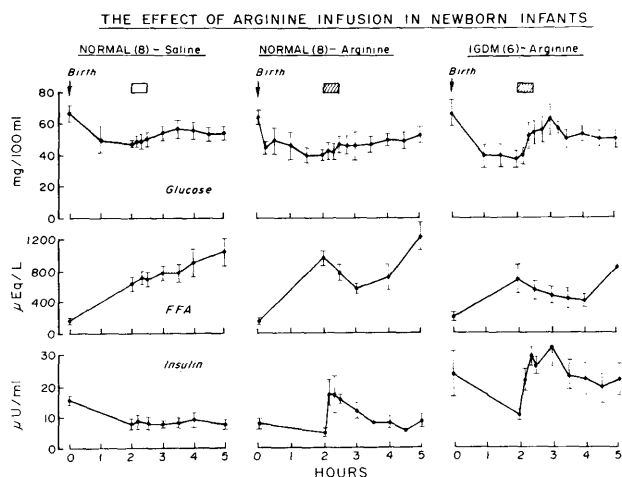 THE EFFECT OF ARGININE INFUSION IN NEWBORN INFANTS
NORMAL (8) - Saline
NORMAL (8) - Arginine
IGDM (6) - Arginine
Birth
Birth
Birth
80
60
40
20
0
mg/100ml
Glucose
1200
800
400
0
μEq/L
FFA
30
20
10
0
μU/ml
Insulin
0 1 2 3 4 5
0 1 2 3 4 5
0 1 2 3 4 5
HOURS